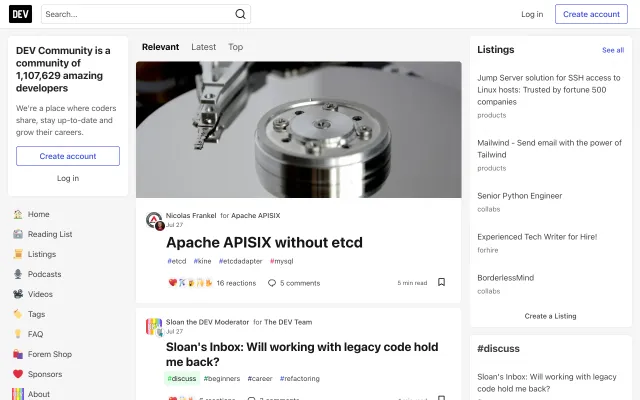 DEV
Search...
Log in
Create account
DEV Community is a
community of
1,107,629 amazing
developers
We're a place where coders
share, stay up-to-date and
grow their careers.
Create account
Log in
Home
Reading List
Listings
Podcasts
Videos
Tags
FAQ
Forem Shop
Sponsors
About
Relevant
Latest
Top
Nicolas Frankel for Apache APISIX
Jul 27
Apache APISIX without etcd
#etcd #kine #etcdadapter #mysql
16 reactions
5 comments
5 min read
Sloan the DEV Moderator for The DEV Team
Jul 27
Sloan's Inbox: Will working with legacy code hold
me back?
#discuss #beginners #career #refactoring
Listings
See all
Jump Server solution for SSH access to
Linux hosts: Trusted by fortune 500
companies
products
Mailwind - Send email with the power of
Tailwind
products
Senior Python Engineer
collabs
Experienced Tech Writer for Hire!
forhire
BorderlessMind
collabs
Create a Listing
#discuss
Sloan's Inbox: Will working with legacy
code hold me back?